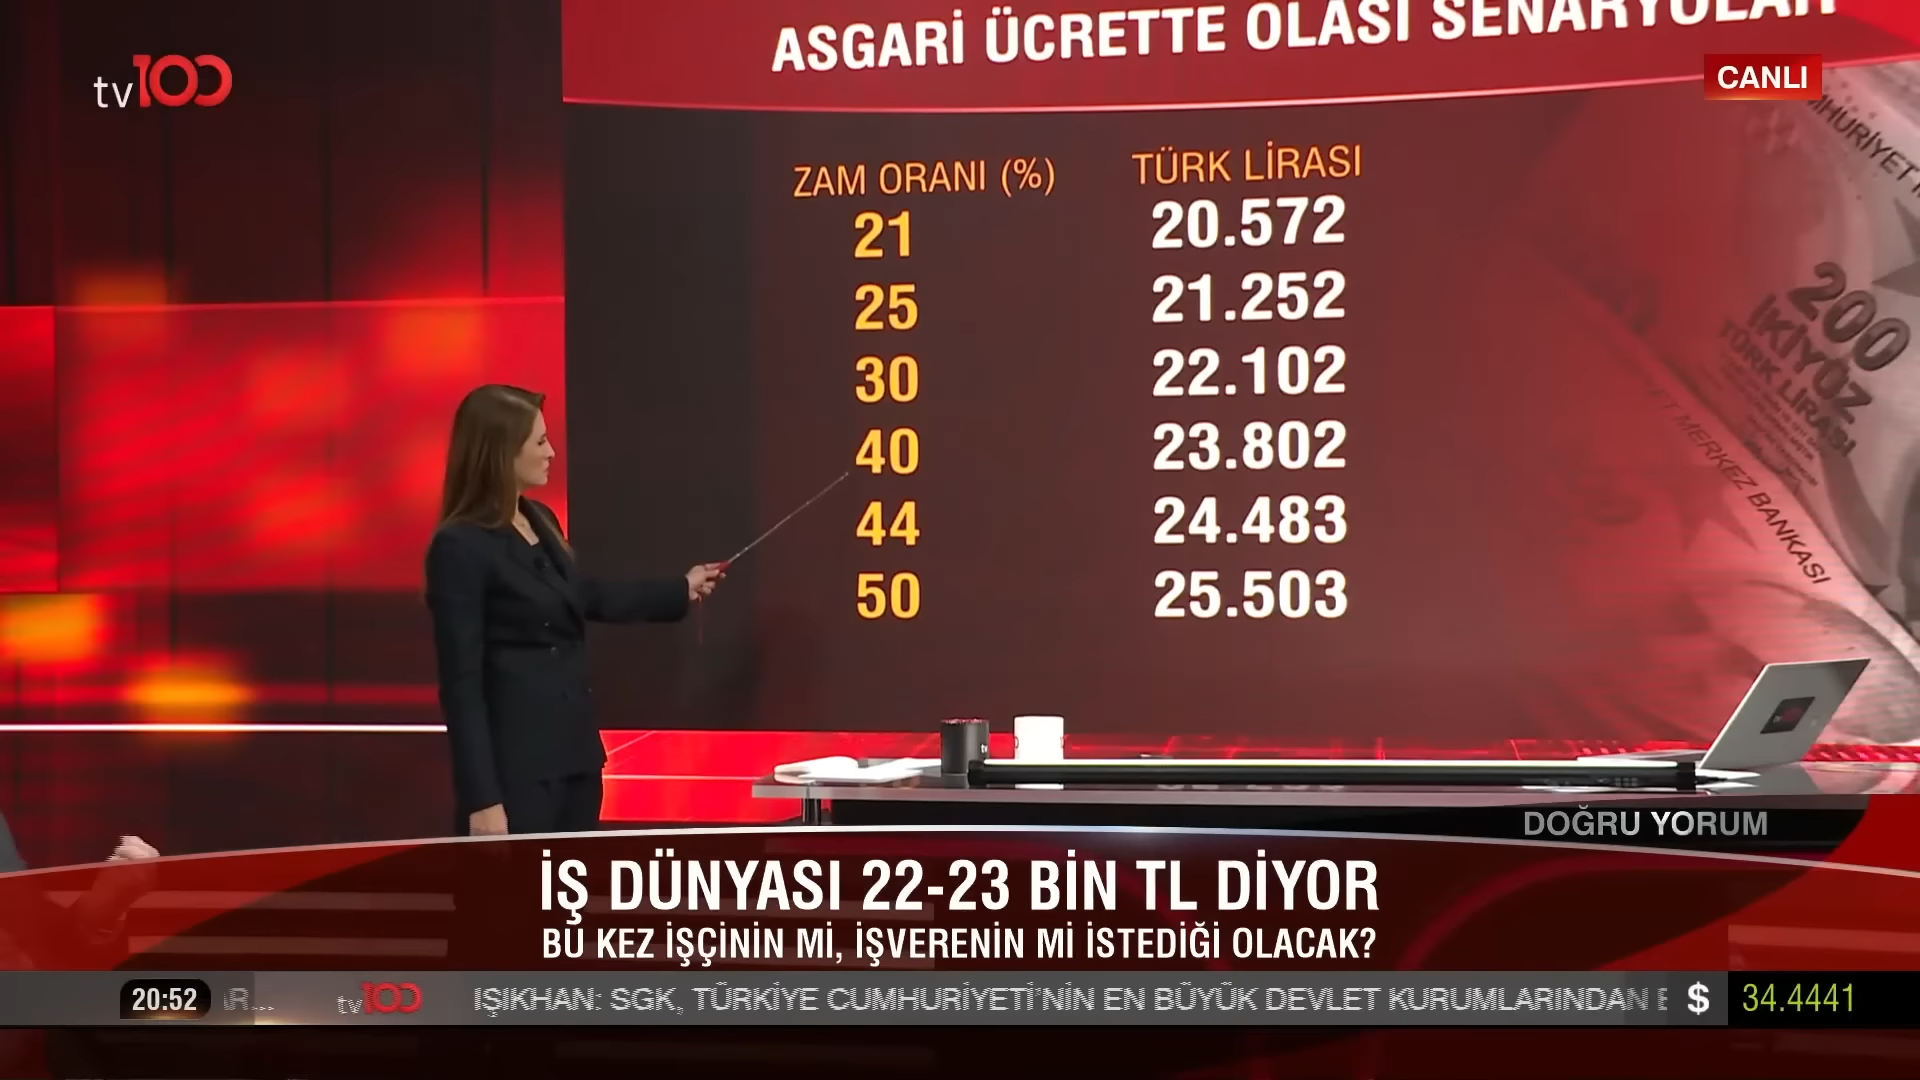 ASGARİ ÜCRETTE OLASI SENARYOLAR
tv100
CANLI
ZAM ORANI (%) TÜRK LİRASI
21 20.572
25 21.252
30 22.102
40 23.802
44 24.483
50 25.503
200
İKİYÜZ
TÜRK LİRASI
MERKEZ BANKASI
DOĞRU YORUM
İŞ DÜNYASI 22-23 BİN TL DİYOR
BU KEZ İŞÇİNİN Mİ, İŞVERENİN Mİ İSTEDİĞİ OLACAK?
20:52 tv100 IŞIKHAN: SGK, TÜRKİYE CUMHURİYETİ'NİN EN BÜYÜK DEVLET KURUMLARINDAN $ 34.4441